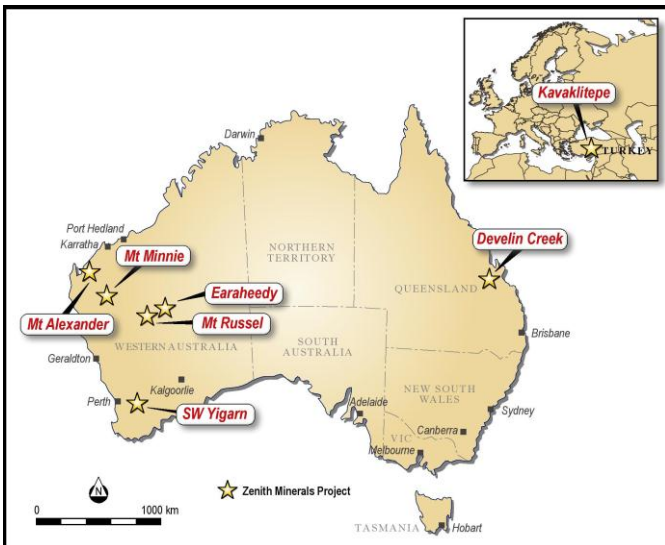 Kavaklitepe
TURKEY
Darwin
Port Hedland
Karratha
Mt Minnie
NORTHERN
TERRITORY
Develin Creek
Earaheedy
QUEENSLAND
Mt Alexander
Mt Russel
WESTERN AUSTRALIA
SOUTH
AUSTRALIA
Brisbane
Geraldton
Kalgoorlie
NEW SOUTH
WALES
Perth
SW Yigarn
Adelaide
Sydney
Canberra
VIC
Melbourne
N
Zenith Minerals Project
0 1000 km
TASMANIA
Hobart